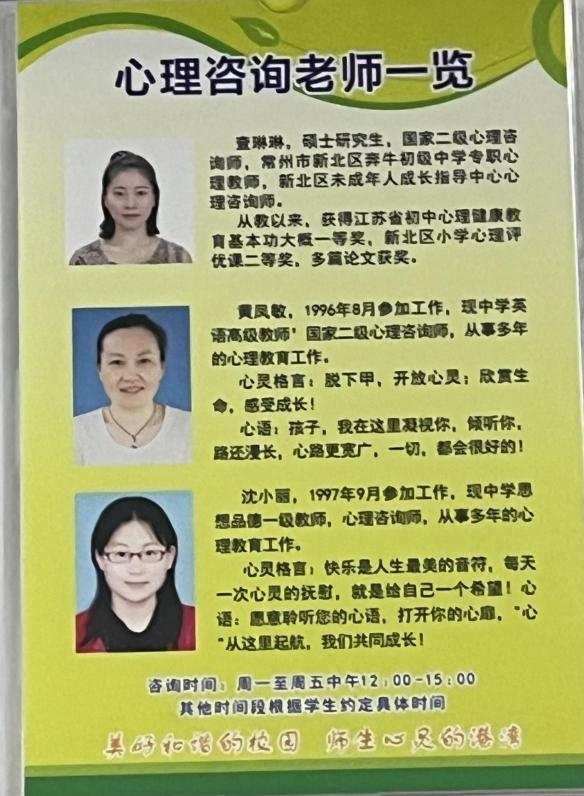 心理咨询老师一览
查琳琳，硕士研究生，国家二级心理咨
询师，常州市新北区奔牛初级中学专职心
理教师，新北区未成年人成长指导中心心
理咨询师。
从教以来，获得江苏省初中心理健康教
育基本功大概一等奖，新北区小学心理评
优课二等奖，多篇论文获奖。
黄凤敏，1996年8月参加工作，现中学英
语高级教师’国家二级心理咨询师，从事多年
的心理教育工作。
心灵格言：脱下甲，开放心灵；欣赏生
命，感受成长！
心语：孩子，我在这里凝视你，倾听你，
路还漫长，心路更宽广，一切，都会很好的！
沈小丽，1997年9月参加工作，现中学思
想品德一级教师，心理咨询师，从事多年的心
理教育工作。
心灵格言：快乐是人生最美的音符，每天
一次心灵的抚慰，就是给自己一个希望！心
语：愿意聆听您的心语，打开你的心扉，“心
“从这里起航，我们共同成长！
咨询时间：周一至周五中午12:00-15:00
其他时间段根据学生约定具体时间
美好和谐的校园 师生心灵的港湾